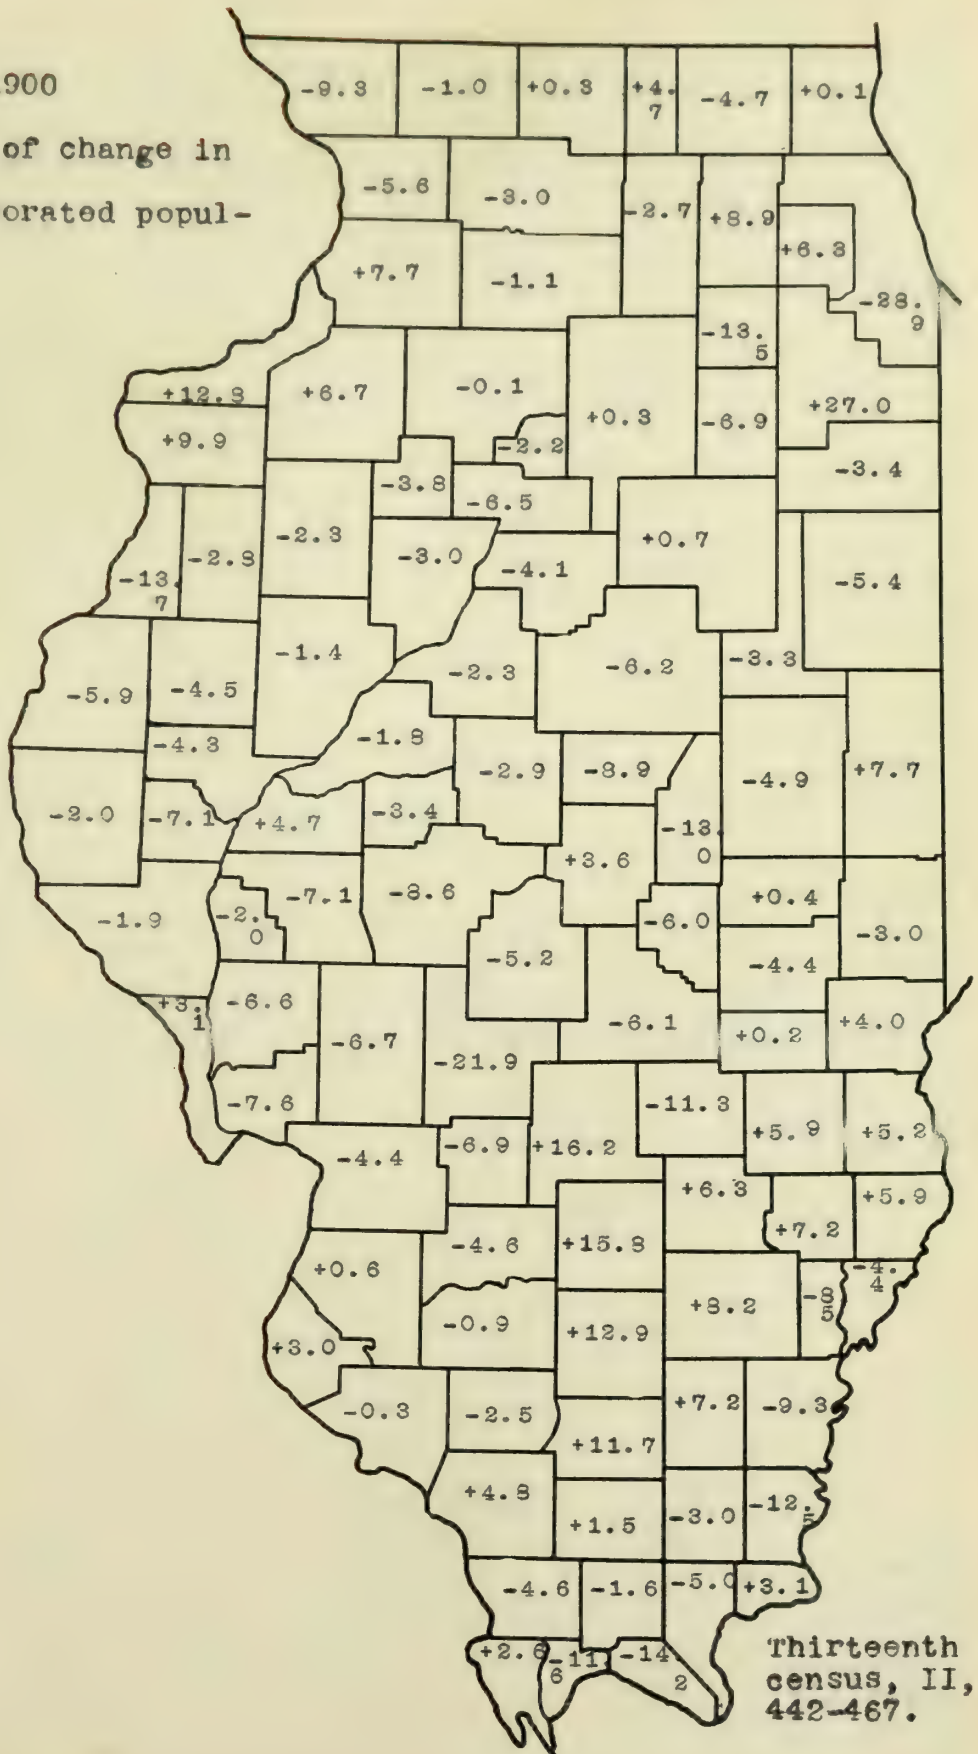 1900
of change in
orated popul-
-9.3 -1.0 +0.3 +4. -4.7 +0.1
7
-5.6 -3.0 -2.7 +8.9
+6.3
+7.7 -1.1 -28.
9
-13.
5
+12.8 +6.7 -0.1 +0.3 -6.9 +27.0
+9.9 -2.2 -3.4
-3.8 -6.5
-13. -2.8 -2.3 -3.0 -4.1 +0.7 -5.4
7
-5.9 -4.5 -1.4 -2.3 -6.2 -3.3
-4.3 -1.8 -2.9 -8.9 -4.9 +7.7
-2.0 -7.1 +4.7 -3.4 -13.
0
+3.6
-1.9 -2. -7.1 -8.6 -6.0 +0.4 -3.0
0
-5.2 -4.4
+3. -6.6 -6.7 -21.9 -6.1 +0.2 +4.0
1
-7.6 -11.3
-4.4 -6.9 +16.2 +5.9 +5.2
+6.3 +5.9
-4.6 +15.8 +7.2
+0.6 -4.
4
-0.9 +8.2 -8
5
+3.0 +12.9
-0.3 -2.5 +7.2 -9.3
+11.7
+4.8 +1.5 -3.0 -12.
5
-4.6 -1.6 -5.0 +3.1
+2.6 -11. -14.
6 2
Thirteenth
census, II,
442-467.